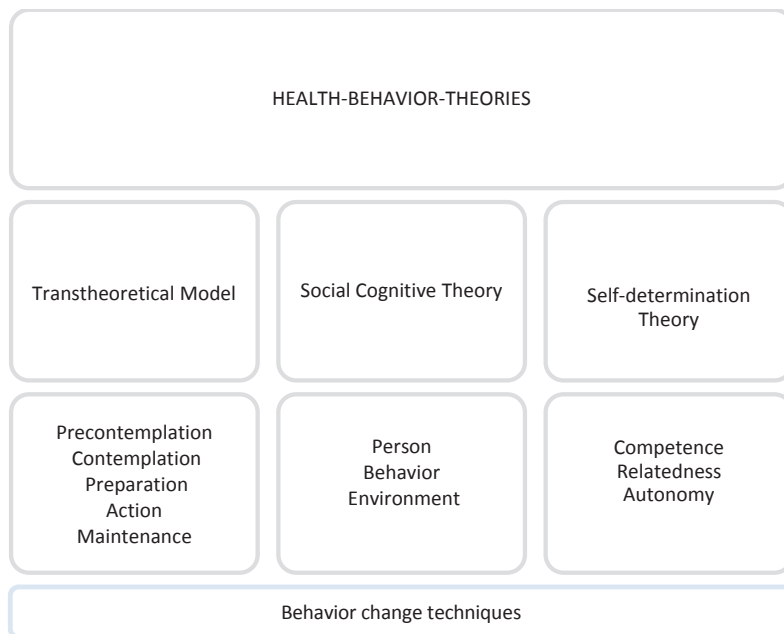 HEALTH-BEHAVIOR-THEORIES
Transtheoretical Model
Social Cognitive Theory
Self-determination
Theory
Precontemplation
Contemplation
Preparation
Action
Maintenance
Person
Behavior
Environment
Competence
Relatedness
Autonomy
Behavior change techniques